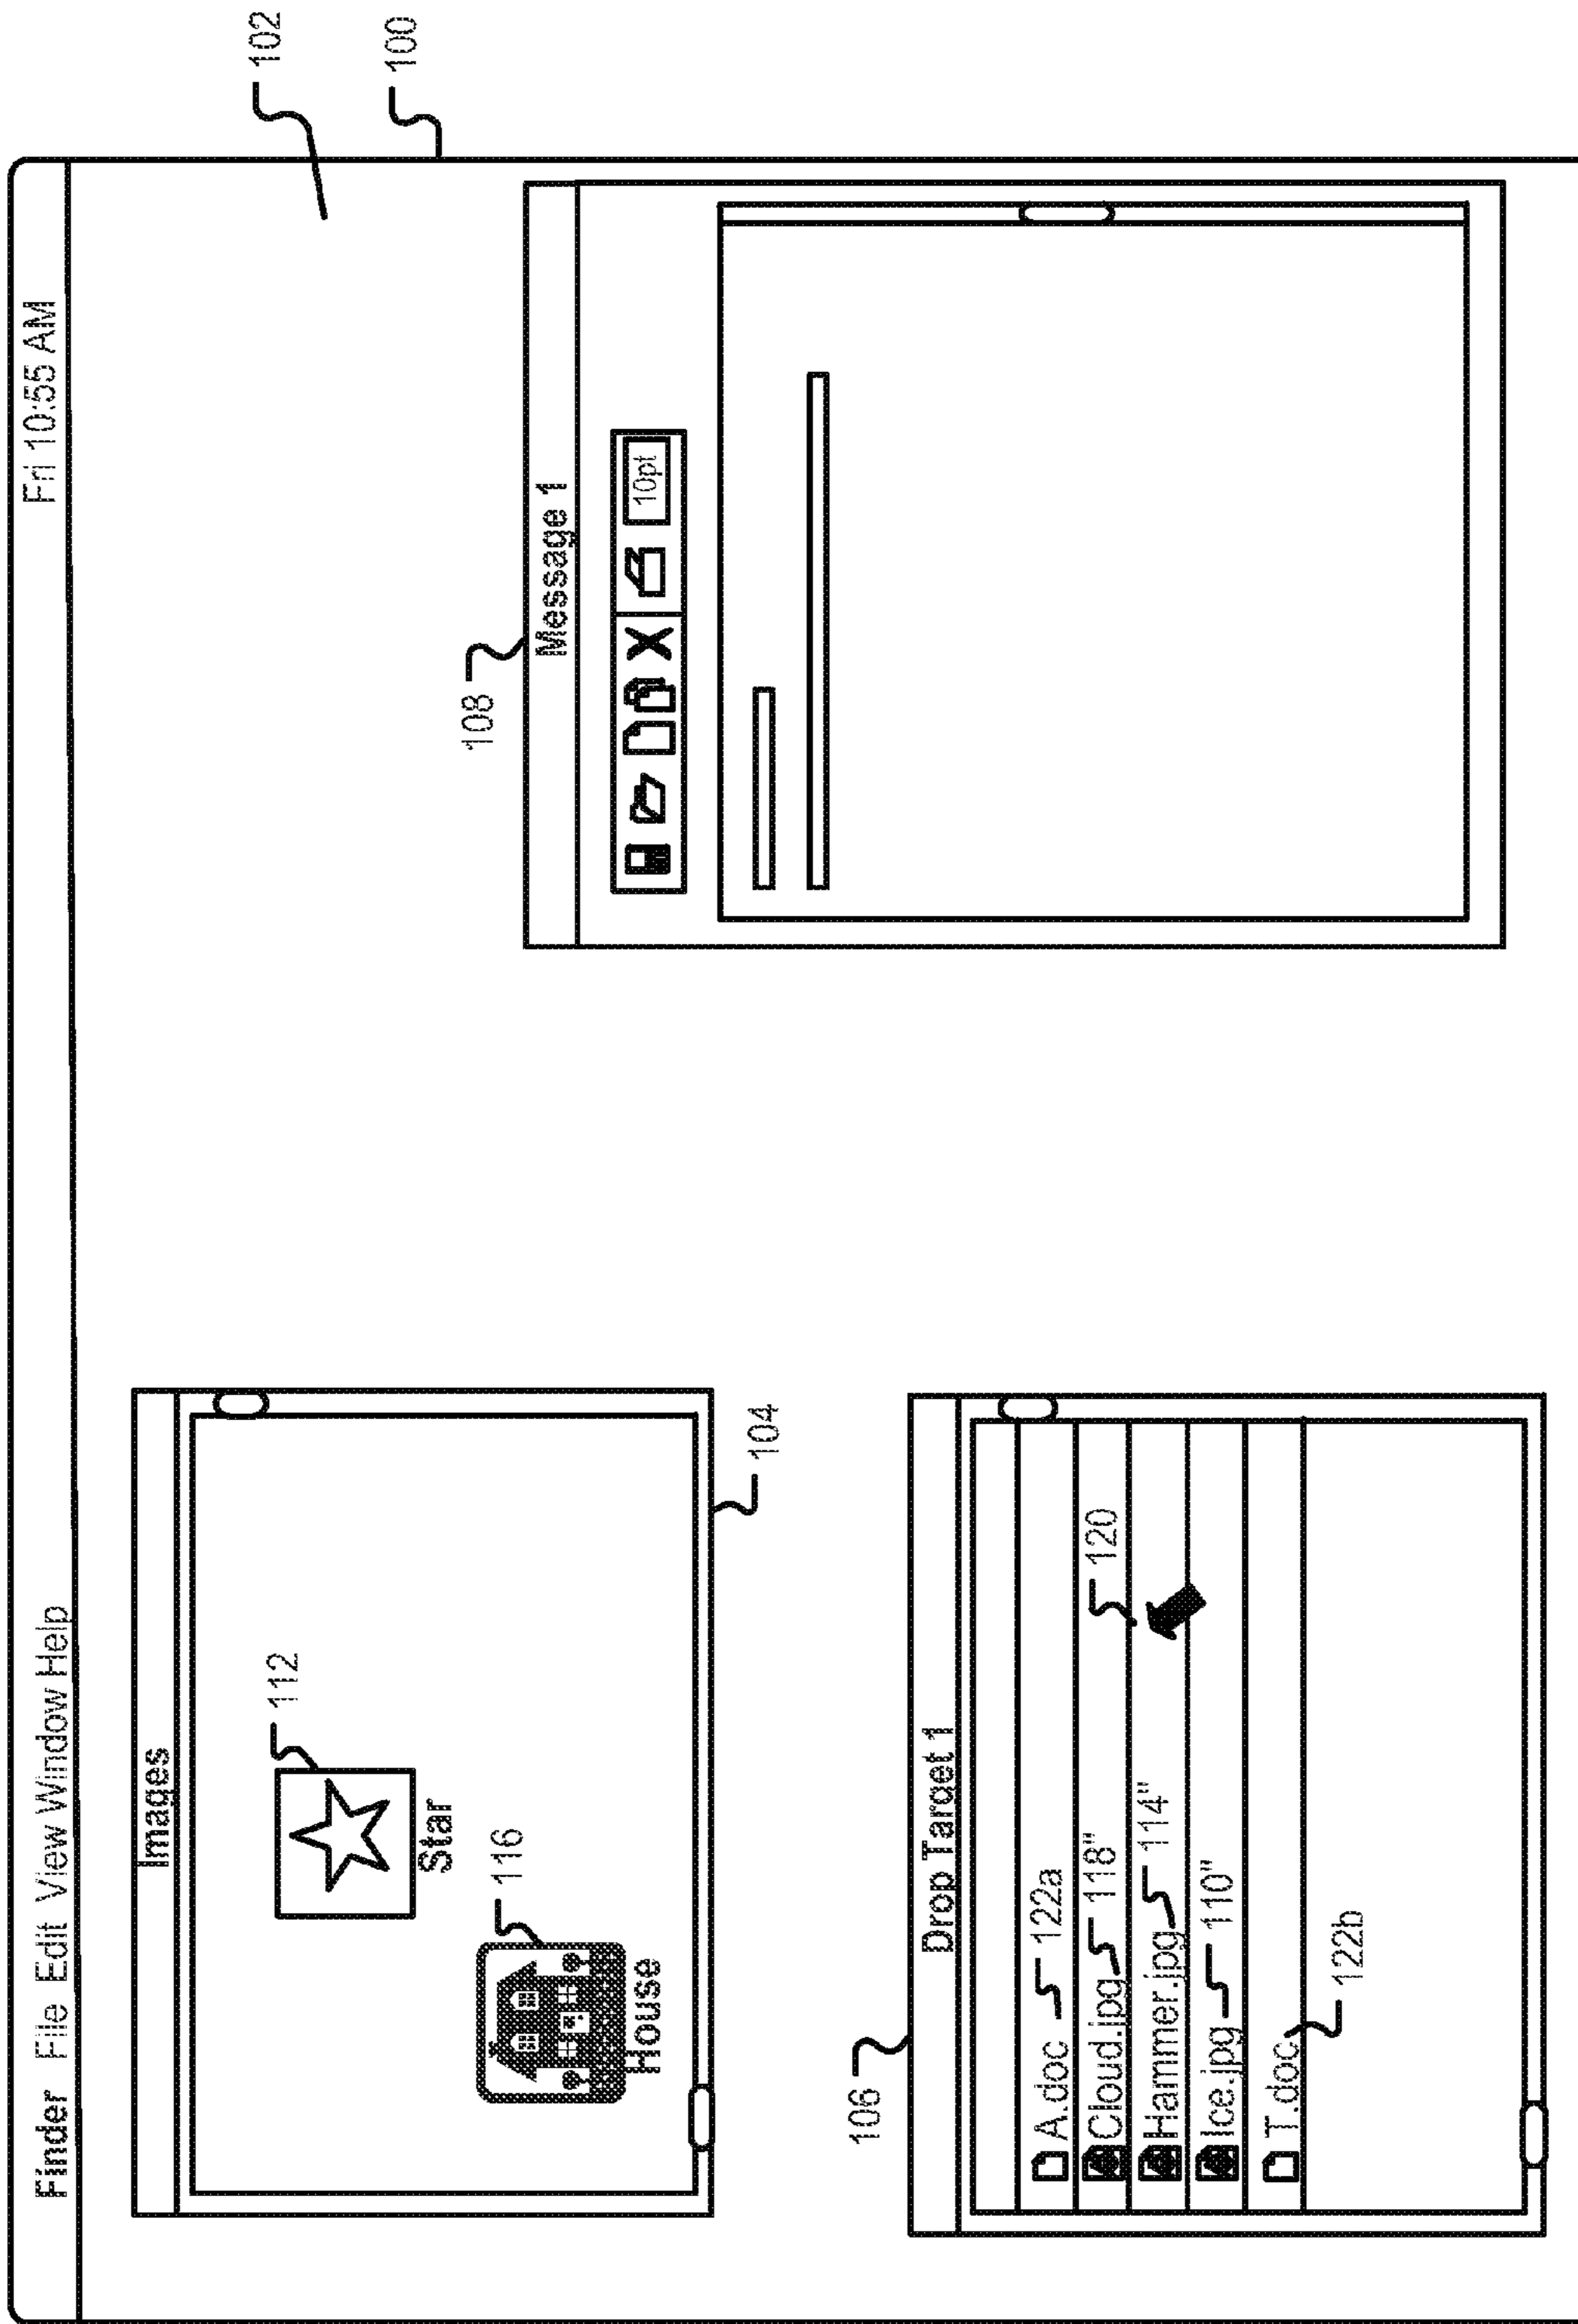 Finder File Edit View Window Help
Fri 10:55 AM
102
100
Images
112
Star
116
House
104
108
Message 1
10pt
106
Drop Target 1
A.doc 122a
Cloud.jpg 118"
120
Hammer.jpg 114"
Ice.jpg 110"
T.doc
122b